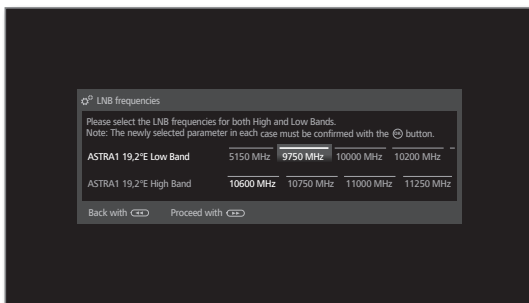 LNB frequencies
Please select the LNB frequencies for both High and Low Bands.
Note: The newly selected parameter in each case must be confirmed with the OK button.
ASTRA1 19,2°E Low Band 5150 MHz 9750 MHz 10000 MHz 10200 MHz
ASTRA1 19,2°E High Band 10600 MHz 10750 MHz 11000 MHz 11250 MHz
Back with Proceed with